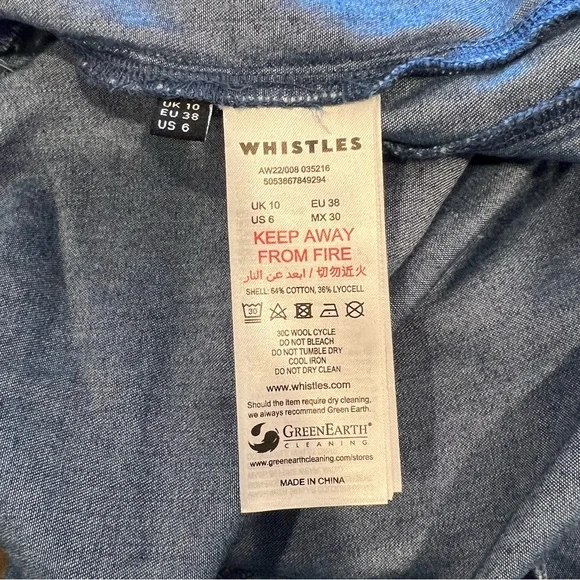 UK 10
EU 38
US 6
WHISTLES
AW22/008 035216
5053867849294
UK 10 EU 38
US 6 MX 30
KEEP AWAY
FROM FIRE
ابعد عن النار / 切勿近火
SHELL: 64% COTTON, 36% LYOCELL
30
30C WOOL CYCLE
DO NOT BLEACH
DO NOT TUMBLE DRY
COOL IRON
DO NOT DRY CLEAN
www.whistles.com
Should the item require dry cleaning,
we always recommend Green Earth.
GREENEARTH®
CLEANING
www.greenearthcleaning.com/stores
MADE IN CHINA